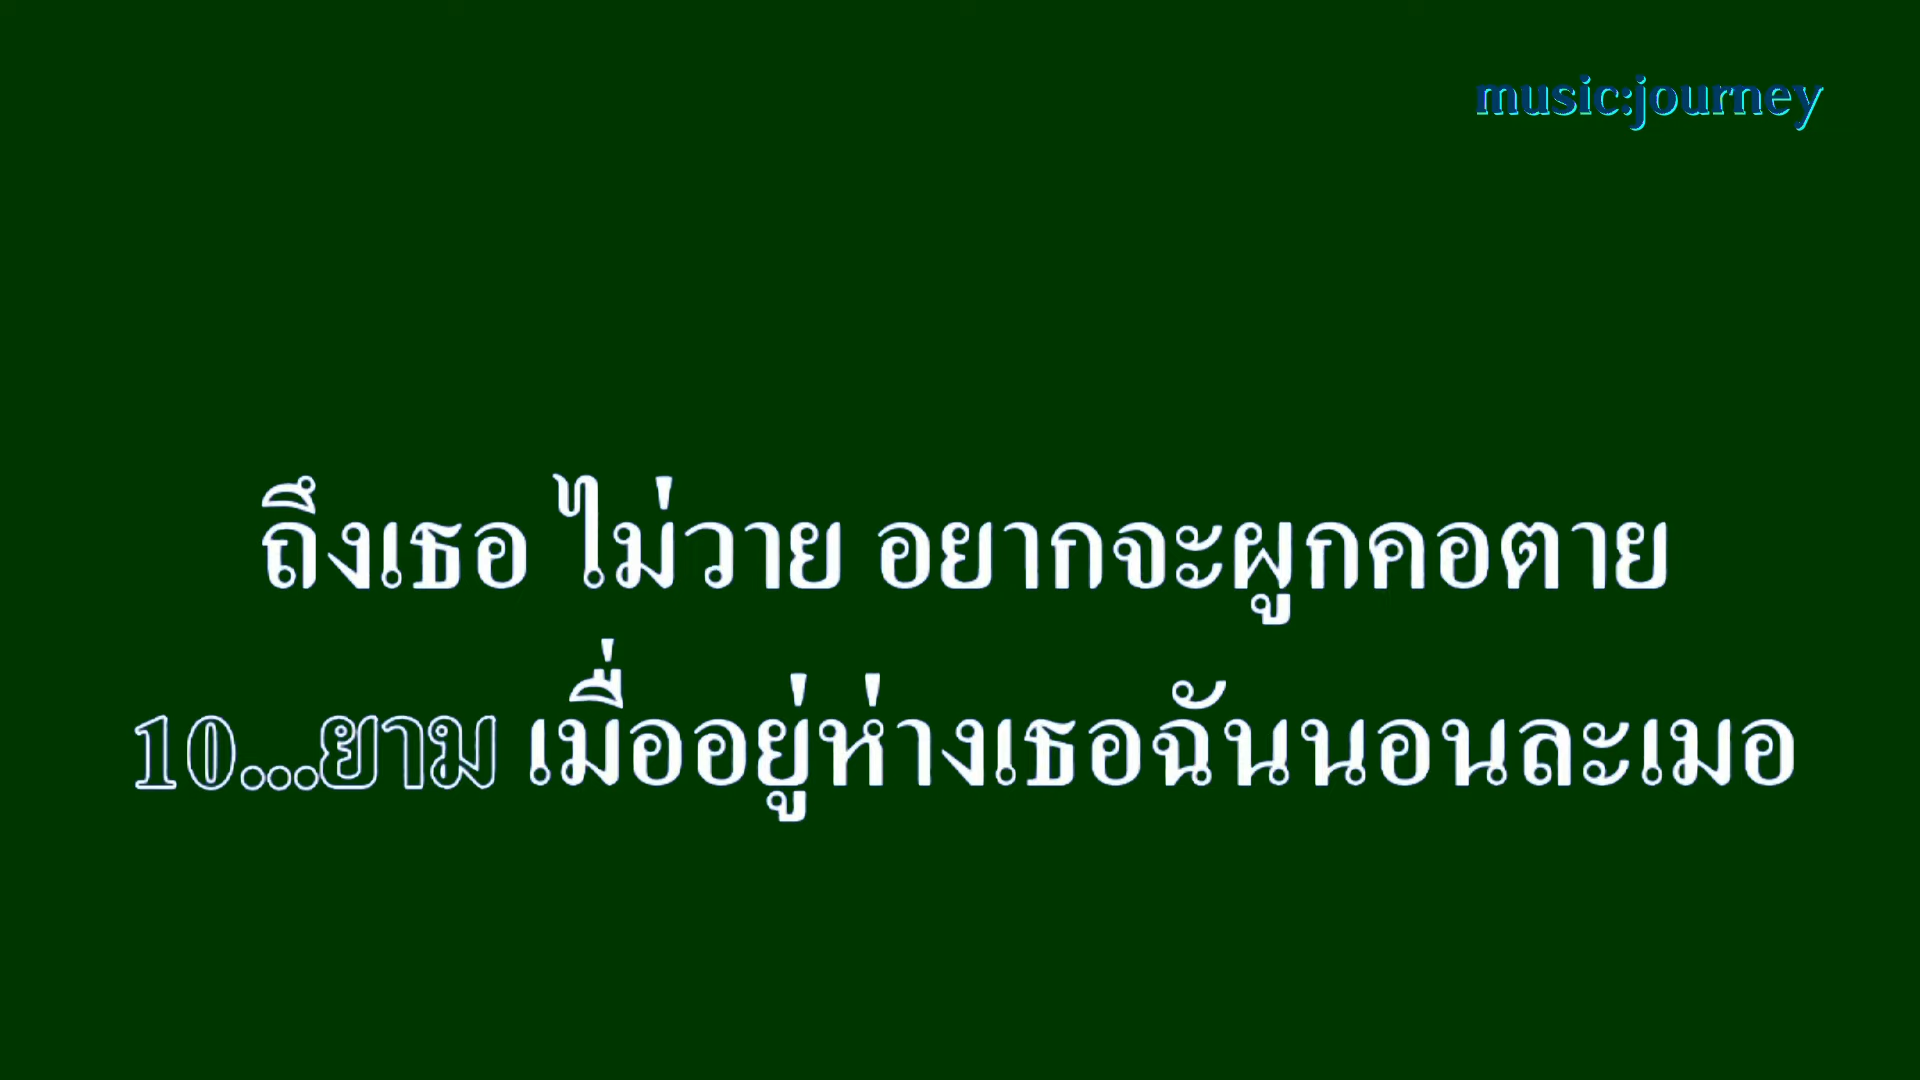 music:journey
ถึงเธอ ไม่วาย อยากจะผูกคอตาย
10...ยาม เมื่ออยู่ห่างเธอฉันนอนละเมอ